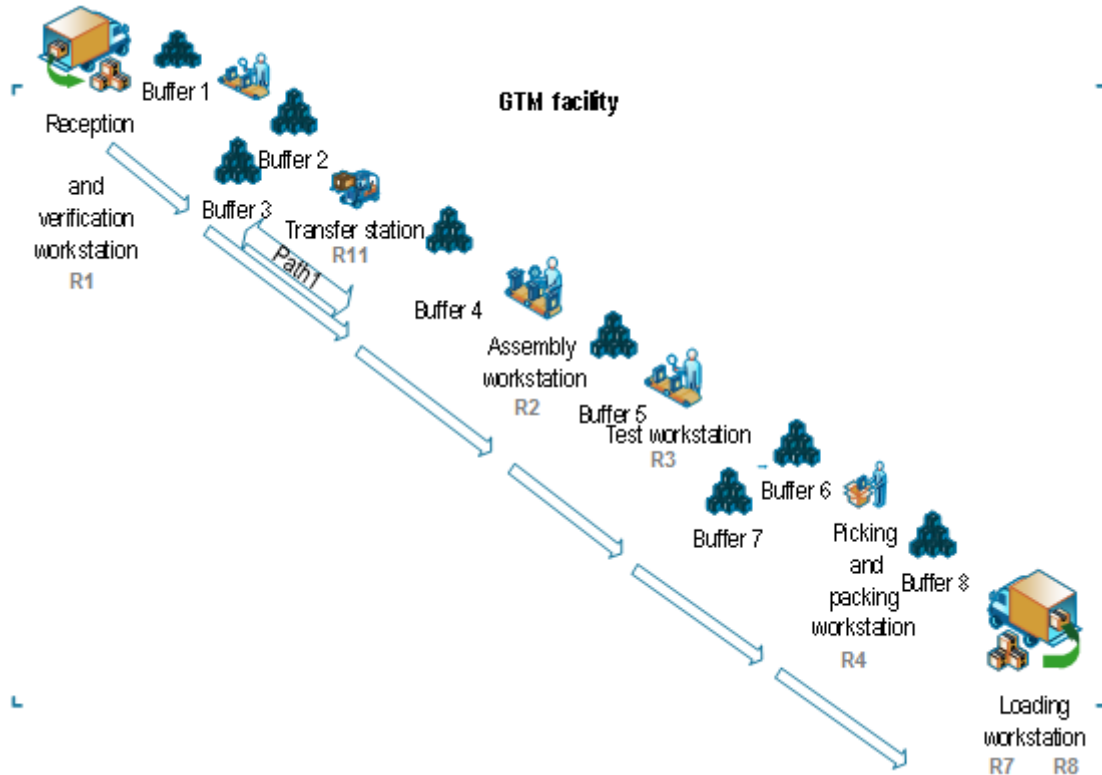 GTM facility
Buffer 1
Reception
and
verification
workstation
R1
Buffer 2
Buffer 3
Transfer station
R11
Path1
Buffer 4
Assembly
workstation
R2
Buffer 5
Test workstation
R3
Buffer 6
Buffer 7
Picking
and
packing
workstation
R4
Buffer 8
Loading
workstation
R7 R8